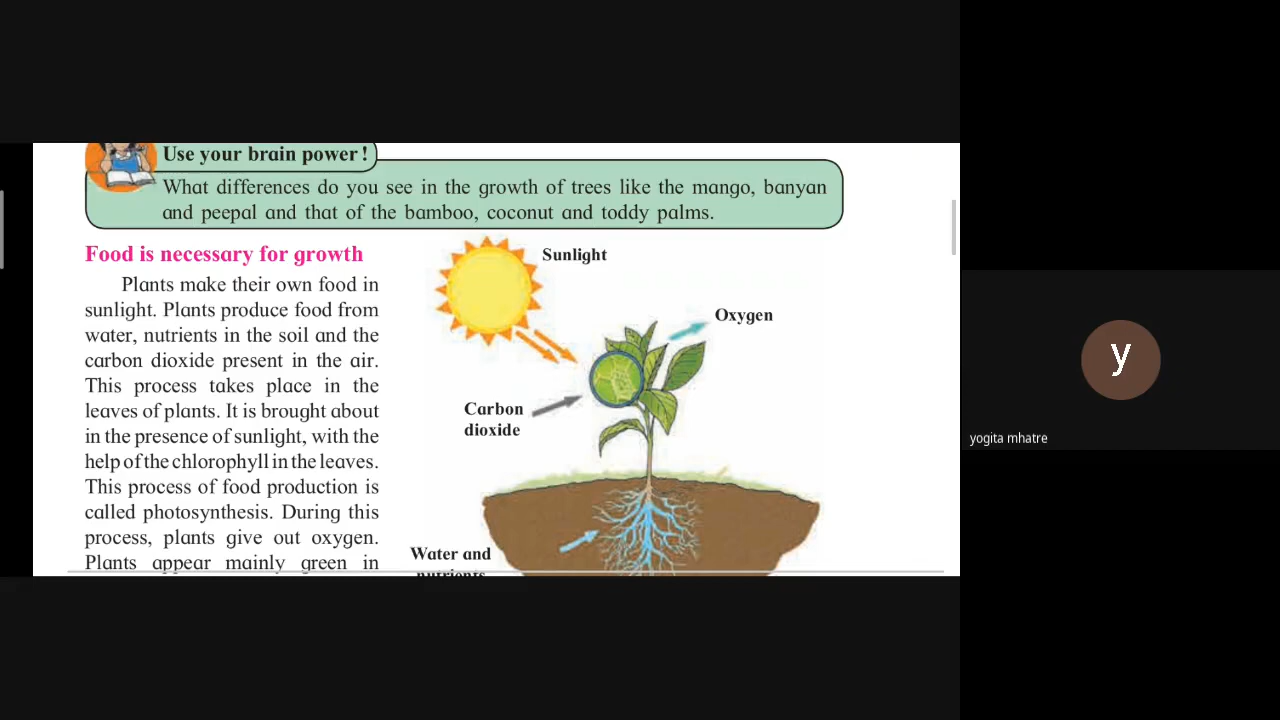 Use your brain power !
What differences do you see in the growth of trees like the mango, banyan
and peepal and that of the bamboo, coconut and toddy palms.
Food is necessary for growth
Plants make their own food in
sunlight. Plants produce food from
water, nutrients in the soil and the
carbon dioxide present in the air.
This process takes place in the
leaves of plants. It is brought about
in the presence of sunlight, with the
help of the chlorophyll in the leaves.
This process of food production is
called photosynthesis. During this
process, plants give out oxygen.
Plants appear mainly green in
Sunlight
Oxygen
Carbon
dioxide
Water and
nutrients
y
yogita mhatre